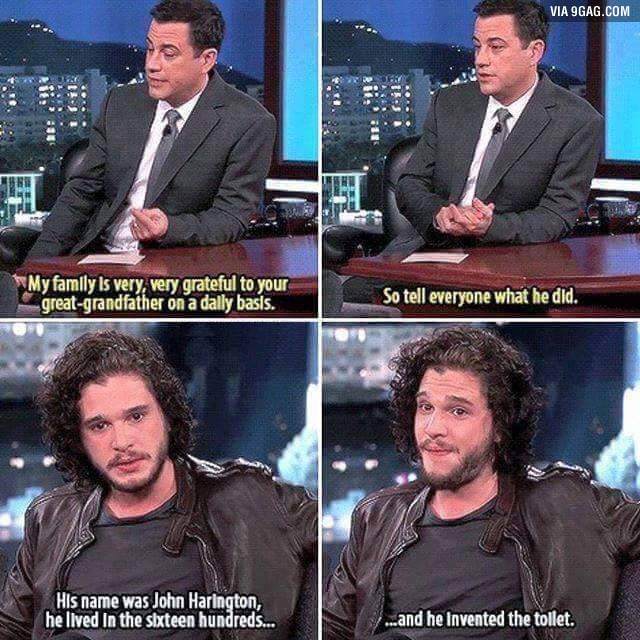 VIA 9GAG.COM
My family is very, very grateful to your
great-grandfather on a daily basis.
So tell everyone what he did.
His name was John Harington,
he lived in the sixteen hundreds...
...and he invented the toilet.